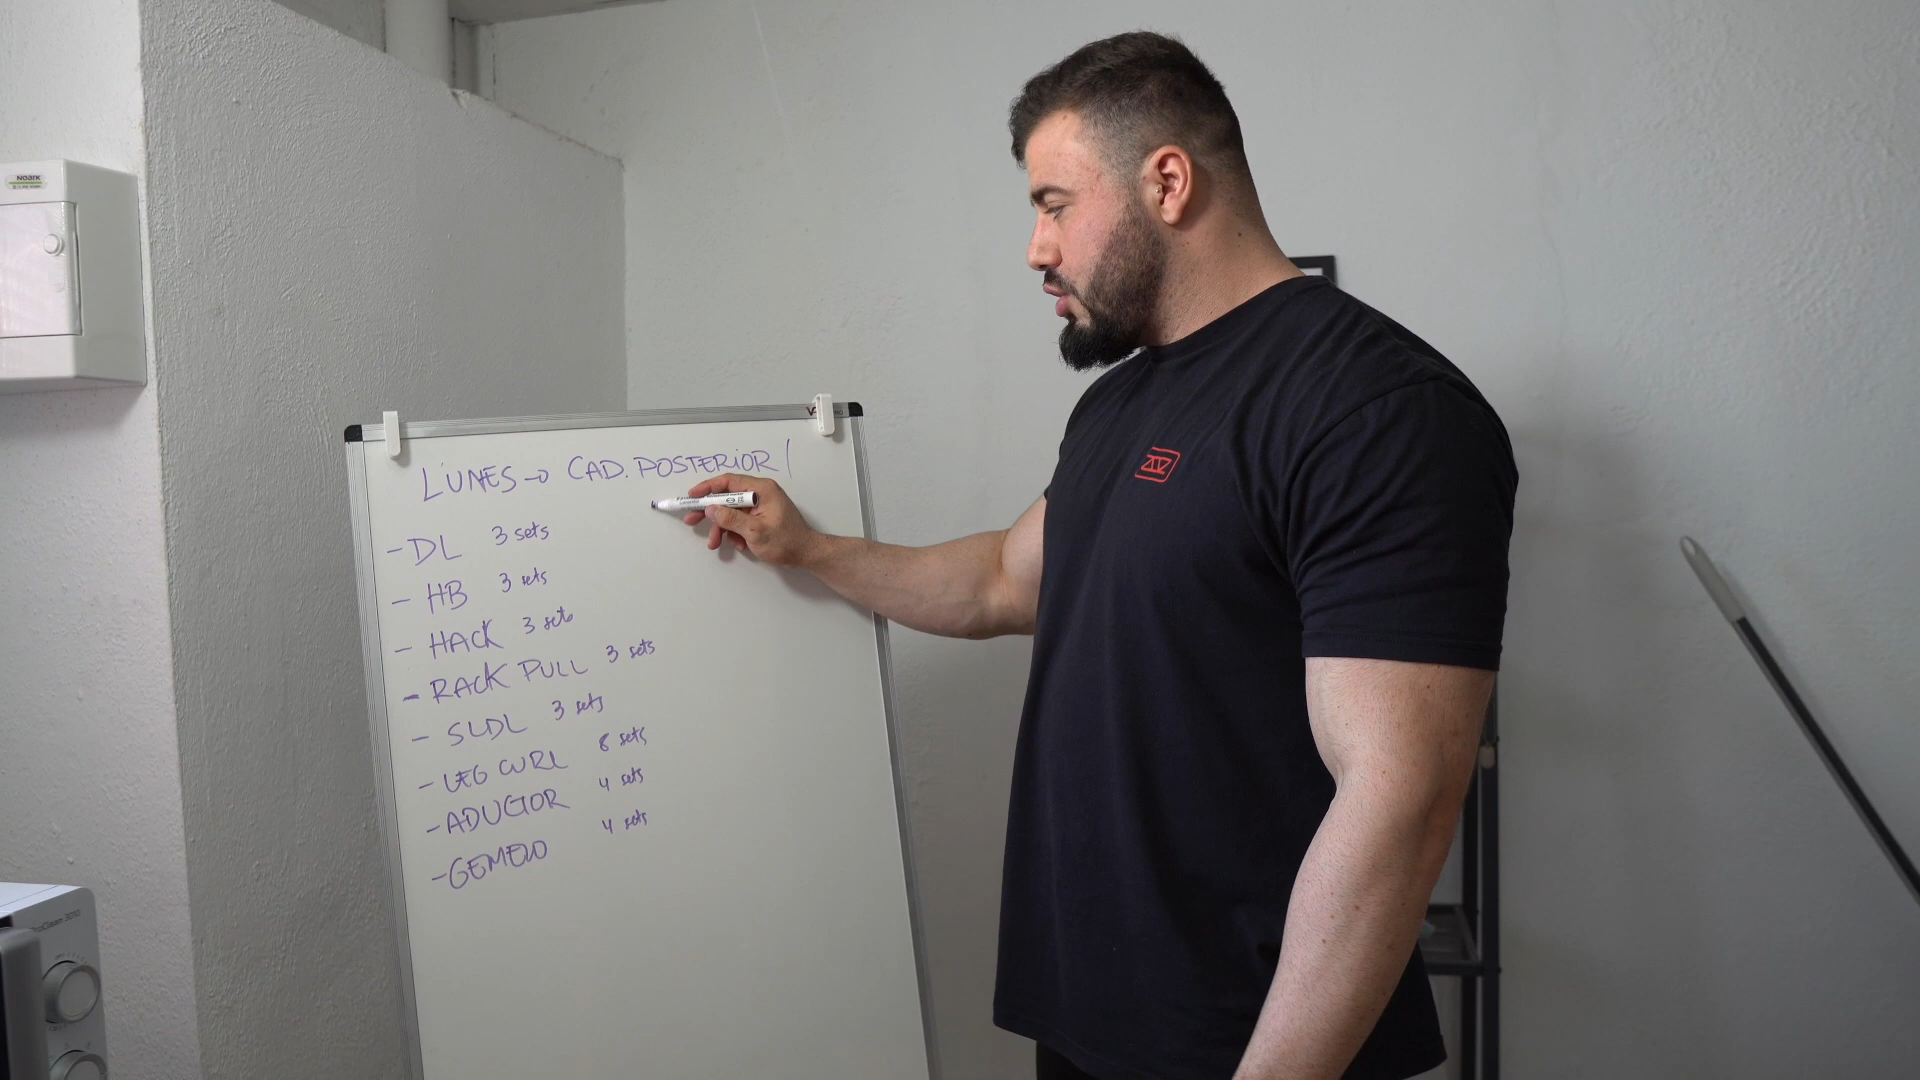 NOARK
LUNES → CAD. POSTERIOR /
- DL 3 sets
- HB 3 sets
- HACK 3 sets
- RACK PULL 3 sets
- SLDL 3 sets
- LEG CURL 8 sets
- ADUCTOR 4 sets
- GEMELO 4 sets